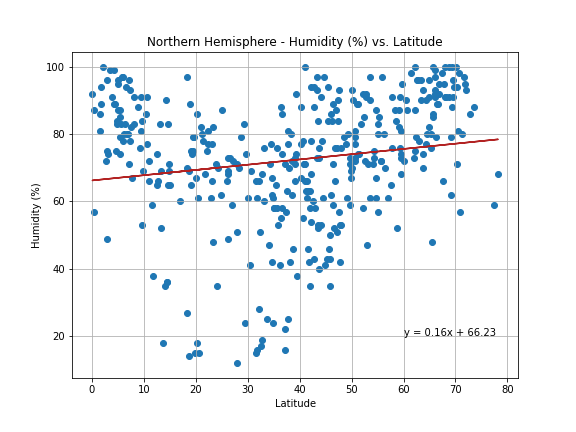 Northern Hemisphere - Humidity (%) vs. Latitude
100
80
60
40
20
Humidity (%)
y = 0.16x + 66.23
0 10 20 30 40 50 60 70 80
Latitude